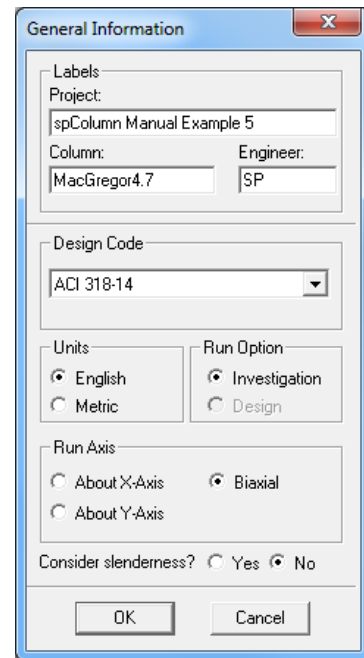 General Information
X
Labels
Project:
spColumn Manual Example 5
Column: Engineer:
MacGregor4.7 SP
Design Code
ACI 318-14
Units Run Option
English Investigation
Metric Design
Run Axis
About X-Axis Biaxial
About Y-Axis
Consider slenderness? Yes No
OK Cancel